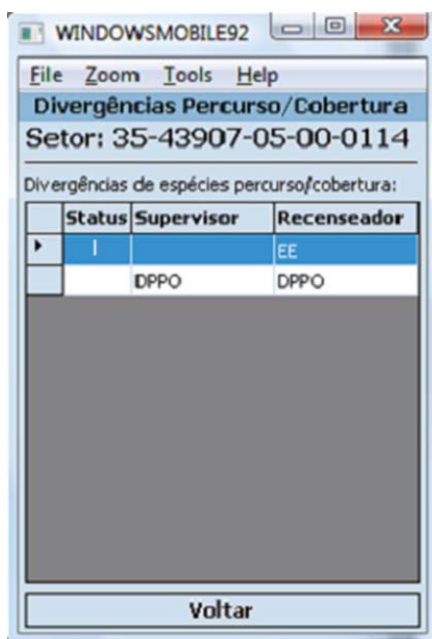 WINDOWSMOBILE92
File Zoom Tools Help
Divergências Percurso/Cobertura
Setor: 35-43907-05-00-0114
Divergências de espécies percurso/cobertura:
Status Supervisor Recenseador
I EE
DPPO DPPO
Voltar